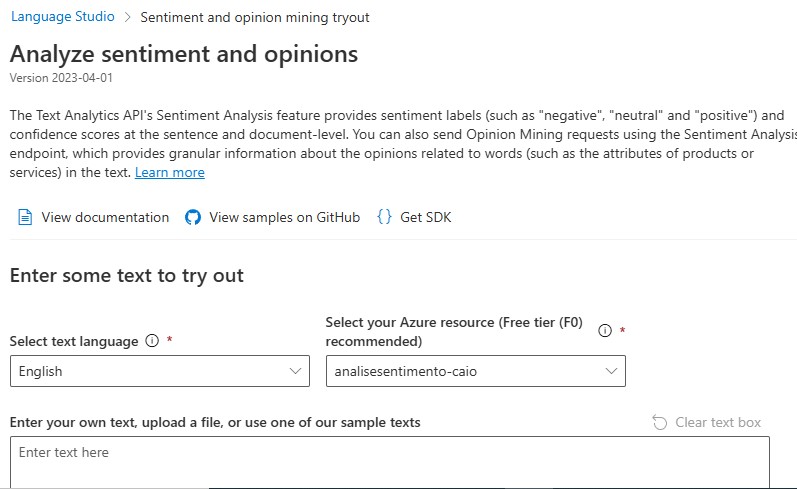 Language Studio > Sentiment and opinion mining tryout
Analyze sentiment and opinions
Version 2023-04-01
The Text Analytics API's Sentiment Analysis feature provides sentiment labels (such as "negative", "neutral" and "positive") and
confidence scores at the sentence and document-level. You can also send Opinion Mining requests using the Sentiment Analysis
endpoint, which provides granular information about the opinions related to words (such as the attributes of products or
services) in the text. Learn more
View documentation View samples on GitHub {} Get SDK
Enter some text to try out
Select text language *
Select your Azure resource (Free tier (F0)
recommended) *
English
analisesentimento-caio
Enter your own text, upload a file, or use one of our sample texts
Clear text box
Enter text here